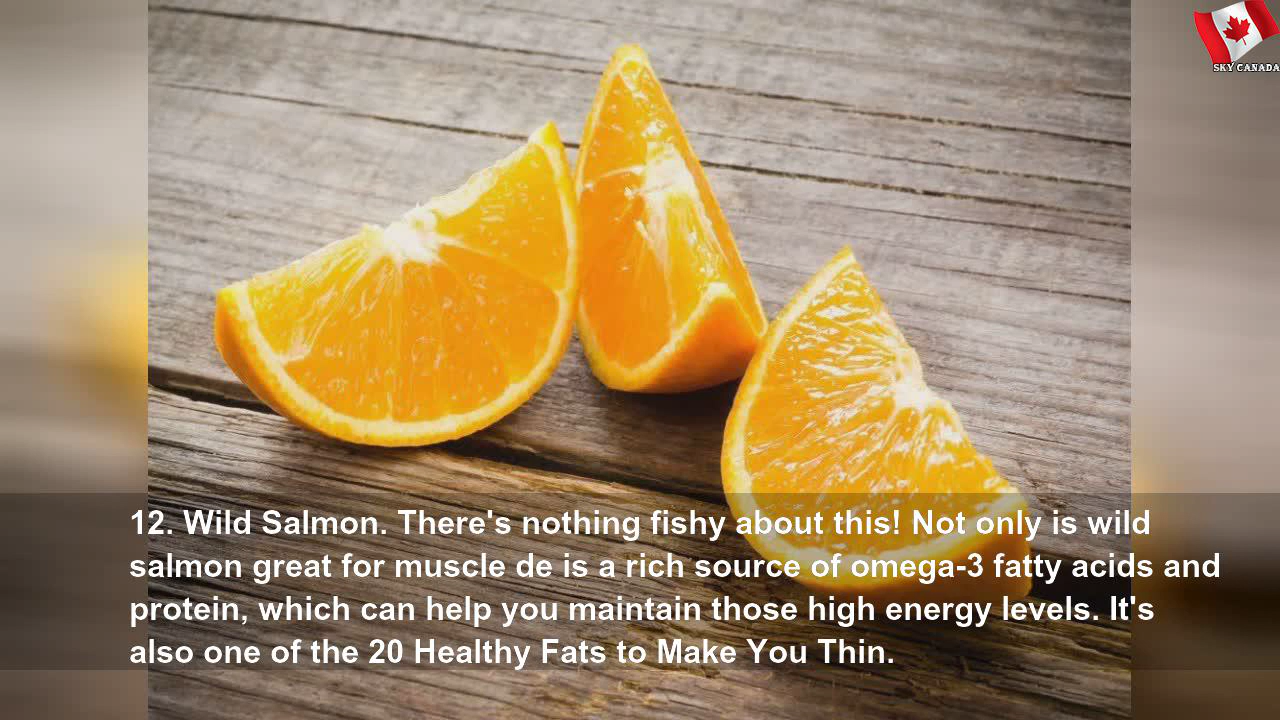 SKY CANADA
12. Wild Salmon. There's nothing fishy about this! Not only is wild
salmon great for muscle de is a rich source of omega-3 fatty acids and
protein, which can help you maintain those high energy levels. It's
also one of the 20 Healthy Fats to Make You Thin.